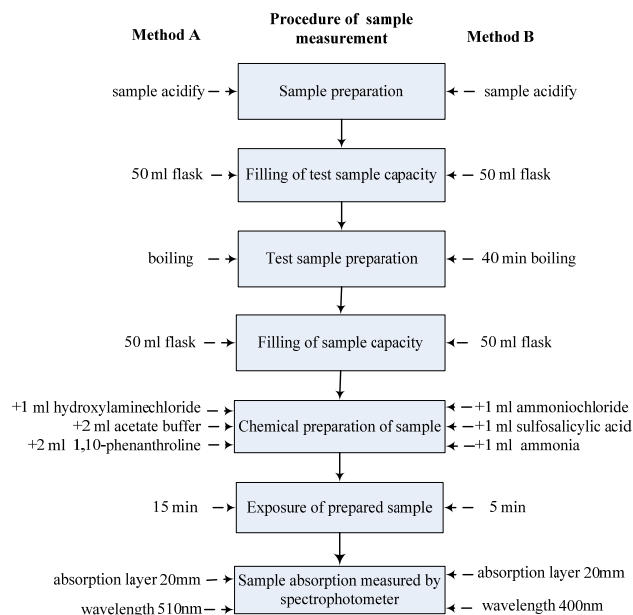 Procedure of sample
measurement
Method A
Method B
sample acidify
Sample preparation
sample acidify
50 ml flask
Filling of test sample capacity
50 ml flask
boiling
Test sample preparation
40 min boiling
50 ml flask
Filling of sample capacity
50 ml flask
+1 ml hydroxylaminechloride
+2 ml acetate buffer
+2 ml 1,10-phenanthroline
Chemical preparation of sample
+1 ml ammoniochloride
+1 ml sulfosalicylic acid
+1 ml ammonia
15 min
Exposure of prepared sample
5 min
absorption layer 20mm
wavelength 510nm
Sample absorption measured by
spectrophotometer
absorption layer 20mm
wavelength 400nm